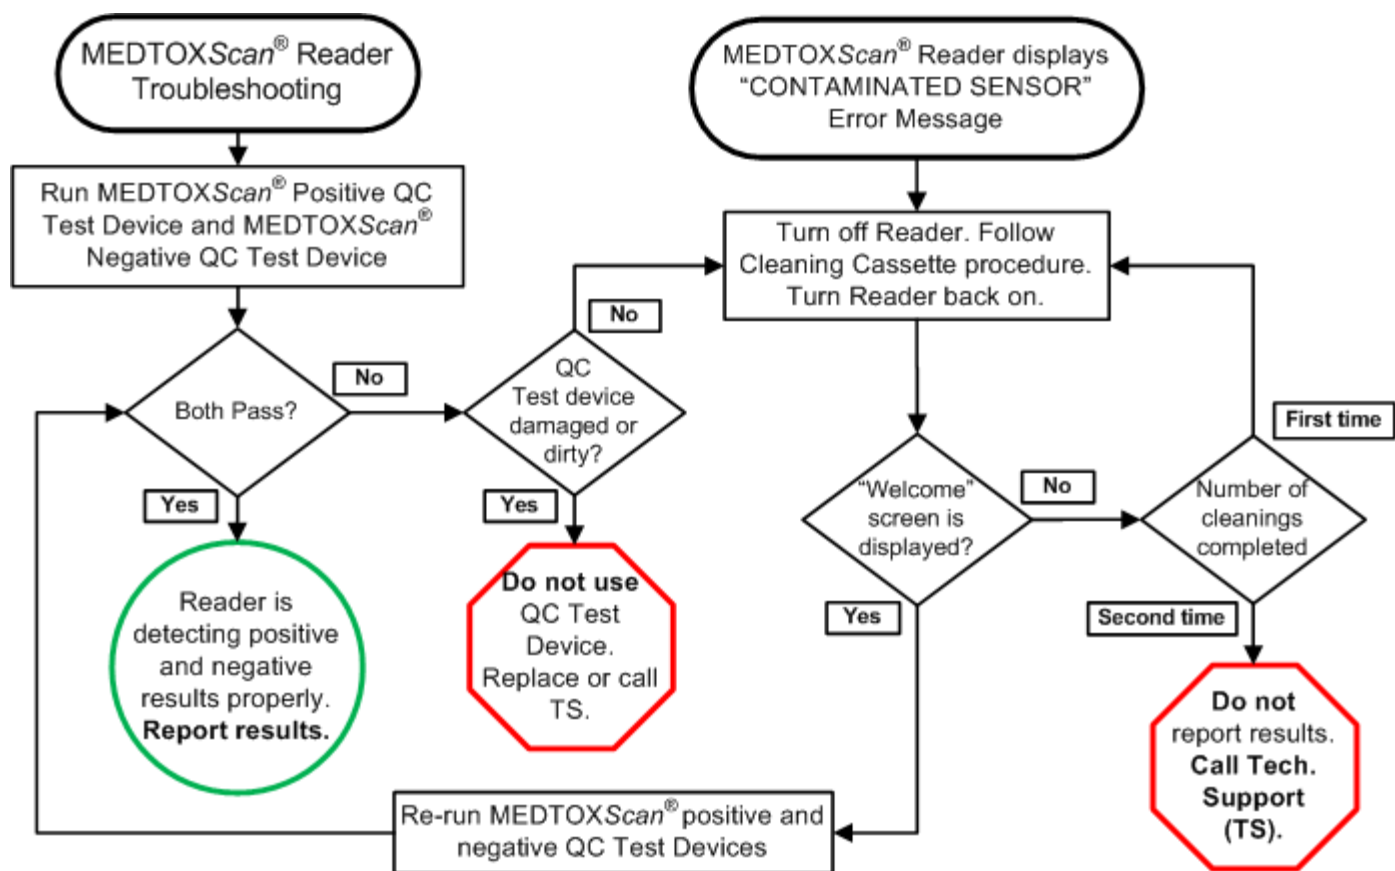 MEDTOXScan® Reader
Troubleshooting
MEDTOXScan® Reader displays
“CONTAMINATED SENSOR”
Error Message
Run MEDTOXScan® Positive QC
Test Device and MEDTOXScan®
Negative QC Test Device
Turn off Reader. Follow
Cleaning Cassette procedure.
Turn Reader back on.
Both Pass?
No
QC
Test device
damaged or
dirty?
No
Yes
Yes
“Welcome”
screen is
displayed?
No
First time
Number of
cleanings
completed
Yes
Second time
Reader is
detecting positive
and negative
results properly.
Report results.
Do not use
QC Test
Device.
Replace or call
TS.
Do not
report results.
Call Tech.
Support
(TS).
Re-run MEDTOXScan® positive and
negative QC Test Devices